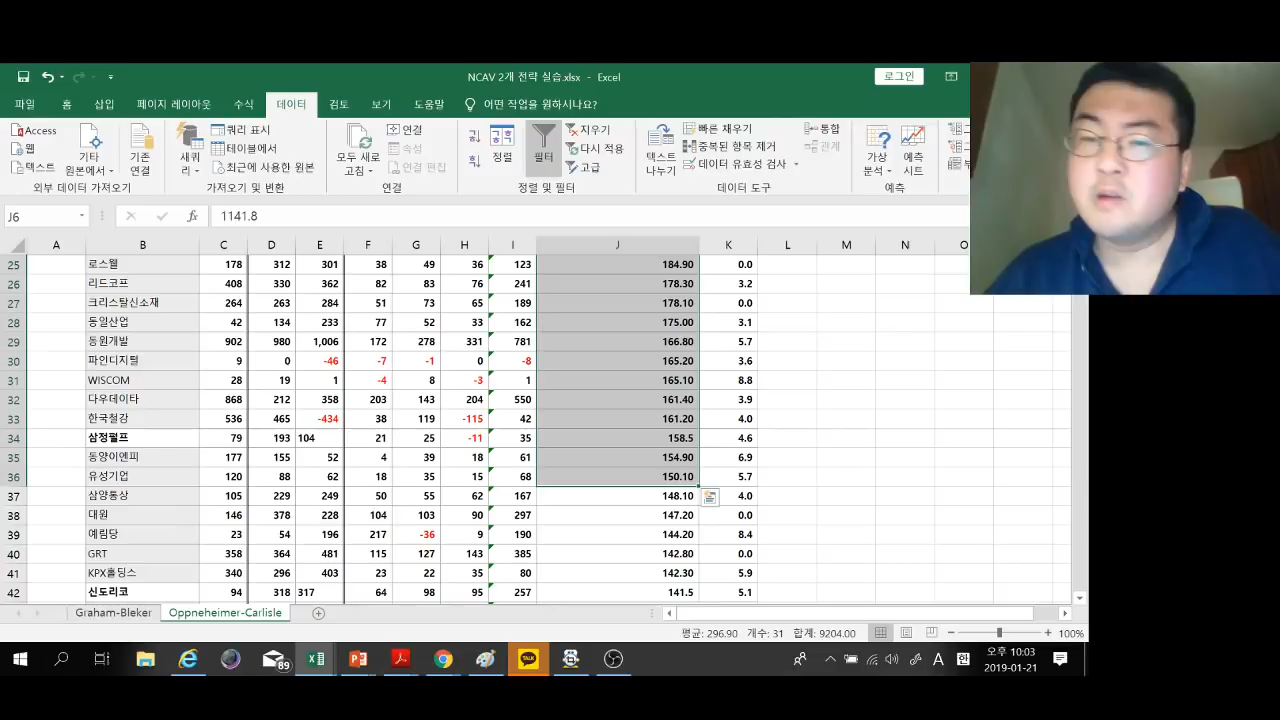 NCAV 2개 전략 실습.xlsx - Excel
로그인
파일 홈 삽입 페이지 레이아웃 수식 데이터 검토 보기 도움말 어떤 작업을 원하시나요?
Access
웹
텍스트
기타
원본에서
기존
연결
외부 데이터 가져오기
새쿼
리
쿼리 표시
테이블에서
최근에 사용한 원본
가져오기 및 변환
모두 새로
고침
연결
속성
연결 편집
연결
정렬
필터
지우기
다시 적용
고급
정렬 및 필터
텍스트
나누기
빠른 채우기
중복된 항목 제거
데이터 유효성 검사
통합
관계
데이터 도구
가상
분석
예측
시트
예측
J6 fx 1141.8
A B C D E F G H I J K L M N O
25 로스웰 178 312 301 38 49 36 123 184.90 0.0
26 리드코프 408 330 362 82 83 76 241 178.30 3.2
27 크리스탈신소재 264 263 284 51 73 65 189 178.10 0.0
28 동일산업 42 134 233 77 52 33 162 175.00 3.1
29 동원개발 902 980 1,006 172 278 331 781 166.80 5.7
30 파인디지털 9 0 -46 -7 -1 0 -8 165.20 3.6
31 WISCOM 28 19 1 -4 8 -3 1 165.10 8.8
32 다우데이타 868 212 358 203 143 204 550 161.40 3.9
33 한국철강 536 465 -434 38 119 -115 42 161.20 4.0
34 삼정펄프 79 193 104 21 25 -11 35 158.5 4.6
35 동양이엔피 177 155 52 4 39 18 61 154.90 6.9
36 유성기업 120 88 62 18 35 15 68 150.10 5.7
37 삼양통상 105 229 249 50 55 62 167 148.10 4.0
38 대원 146 378 228 104 103 90 297 147.20 0.0
39 예림당 23 54 196 217 -36 9 190 144.20 8.4
40 GRT 358 364 481 115 127 143 385 142.80 0.0
41 KPX홀딩스 340 296 403 23 22 35 80 142.30 5.9
42 신도리코 94 318 317 64 98 95 257 141.5 5.1
Graham-Bleker Oppneheimer-Carlisle
평균: 296.90 개수: 31 합계: 9204.00 100%
89 TALK A 한 오후 10:03
2019-01-21